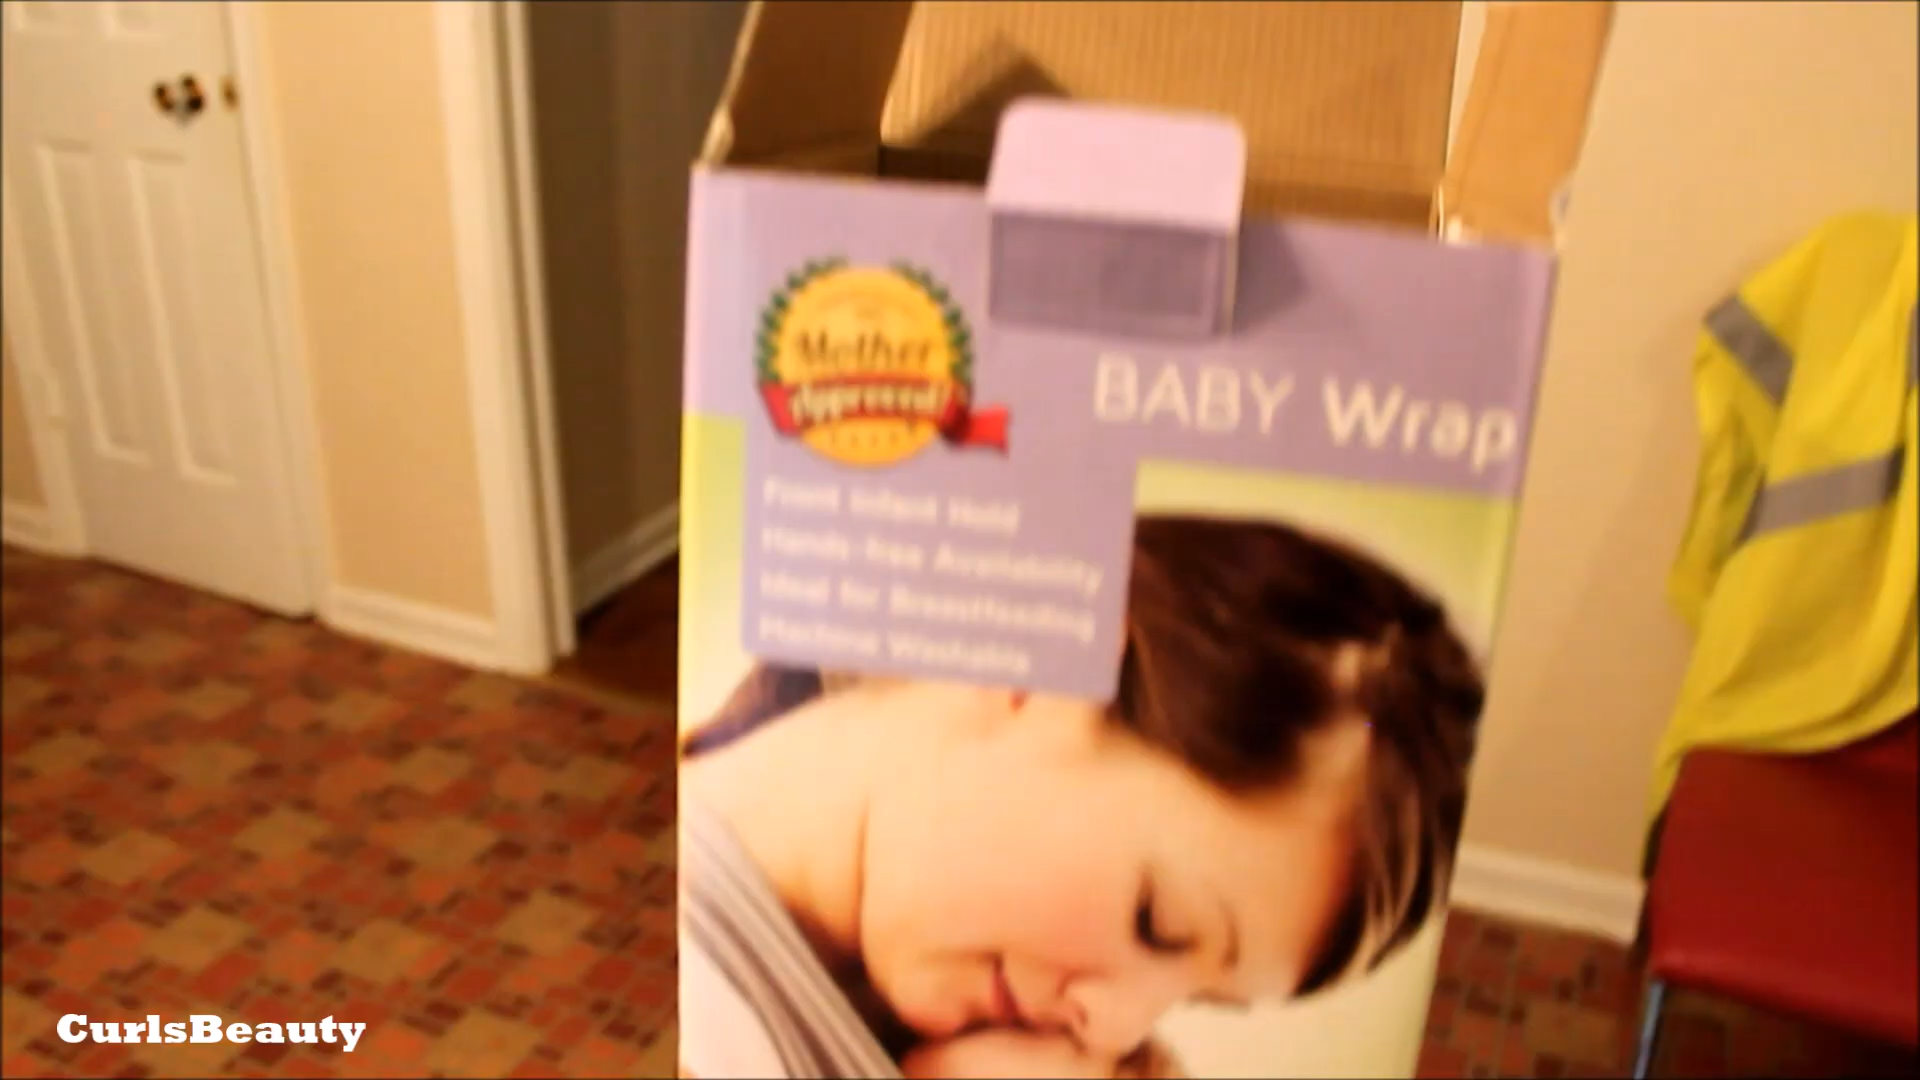 Mother
Approved!
BABY Wrap
Front Infant Hold
Hands-free Availability
Ideal for Breastfeeding
Machine Washable
CurlsBeauty